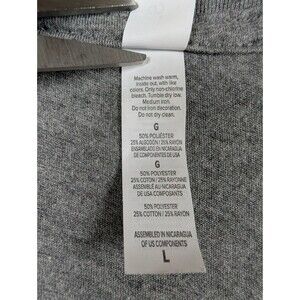 Machine wash warm,
inside out, with like
colors. Only non-chlorine
bleach. Tumble dry low.
Medium iron.
Do not iron decoration.
Do not dry clean.
G
50% POLIÉSTER
25% ALGODÓN / 25% RAYON
ENSAMBLADO EN NICARAGUA
DE COMPONENTES DE USA
G
50% POLYESTER
25% COTON / 25% RAYONNE
ASSEMBLÉ AU NICARAGUA
DE USA COMPOSANTS
50% POLYESTER
25% COTTON / 25% RAYON
ASSEMBLED IN NICARAGUA
OF US COMPONENTS
L